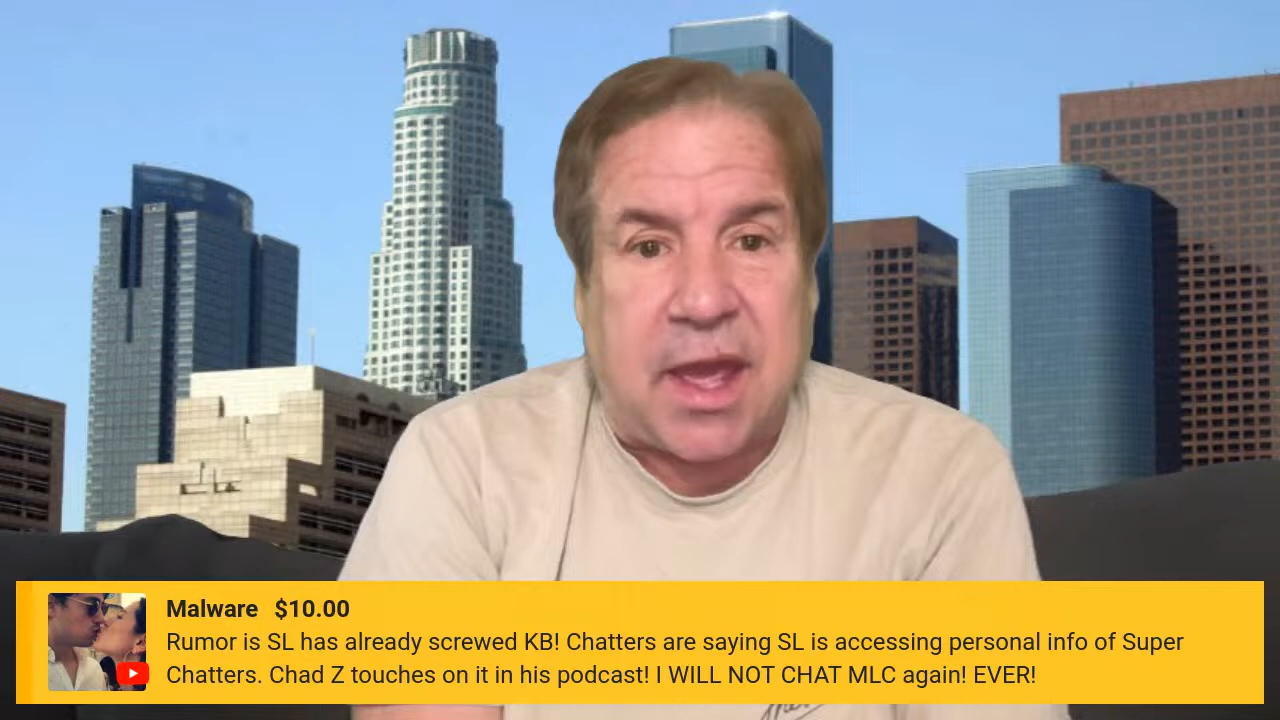 Malware $10.00
Rumor is SL has already screwed KB! Chatters are saying SL is accessing personal info of Super
Chatters. Chad Z touches on it in his podcast! I WILL NOT CHAT MLC again! EVER!